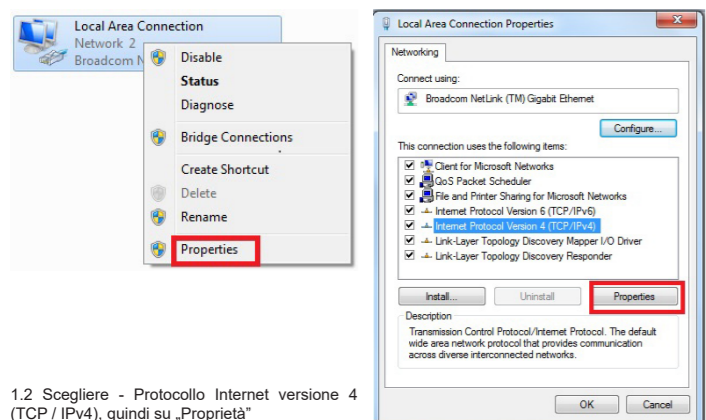 Local Area Connection
Network 2
Broadcom N
Disable
Status
Diagnose
Bridge Connections
Create Shortcut
Delete
Rename
Properties
1.2 Scegliere - Protocollo Internet versione 4
(TCP / IPv4), quindi su „Proprietà”
Local Area Connection Properties
Networking
Connect using:
Broadcom NetLink (TM) Gigabit Ethernet
Configure...
This connection uses the following items:
Client for Microsoft Networks
QoS Packet Scheduler
File and Printer Sharing for Microsoft Networks
Internet Protocol Version 6 (TCP/IPv6)
Internet Protocol Version 4 (TCP/IPv4)
Link-Layer Topology Discovery Mapper I/O Driver
Link-Layer Topology Discovery Responder
Install...
Uninstall
Properties
Description
Transmission Control Protocol/Internet Protocol. The default
wide area network protocol that provides communication
across diverse interconnected networks.
OK
Cancel